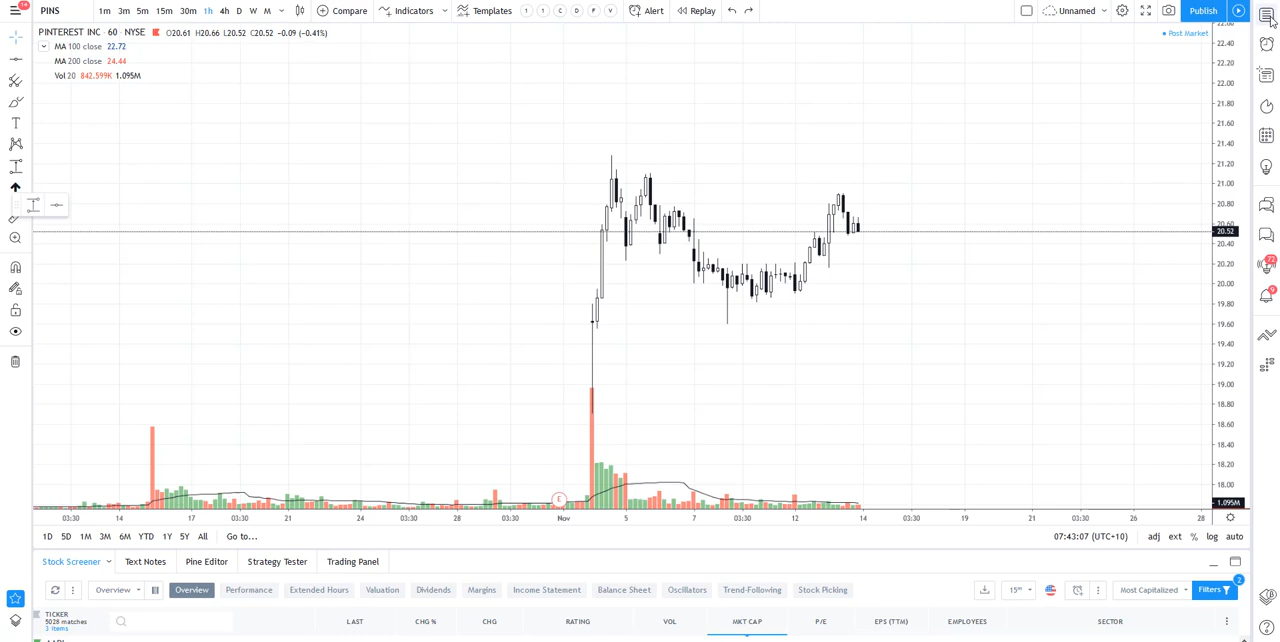 14
PINS
1m 3m 5m 15m 30m 1h 4h D W M
Compare
Indicators
Templates
1 1 C D F V
Alert
Replay
Unnamed
Publish
PINTEREST INC · 60 · NYSE
O20.61 H20.66 L20.52 C20.52 −0.09 (−0.41%)
Post Market
MA 100 close 22.72
MA 200 close 24.44
Vol 20 842.599K 1.095M
22.40
22.20
22.00
21.80
21.60
21.40
21.20
21.00
20.80
20.52
20.40
20.20
20.00
19.80
19.60
19.40
19.20
19.00
18.80
18.60
18.40
18.20
18.00
1.095M
72
9
E
03:30 14 17 03:30 21 24 03:30 28 03:30 Nov 5 7 03:30 12 14 03:30 19 21 03:30 26 28
1D 5D 1M 3M 6M YTD 1Y 5Y All Go to...
07:43:07 (UTC+10) adj ext % log auto
Stock Screener Text Notes Pine Editor Strategy Tester Trading Panel
Overview Overview Performance Extended Hours Valuation Dividends Margins Income Statement Balance Sheet Oscillators Trend-Following Stock Picking
15m
Most Capitalized
Filters
2
TICKER
5028 matches
3 items
LAST CHG % CHG RATING VOL MKT CAP P/E EPS (TTM) EMPLOYEES SECTOR